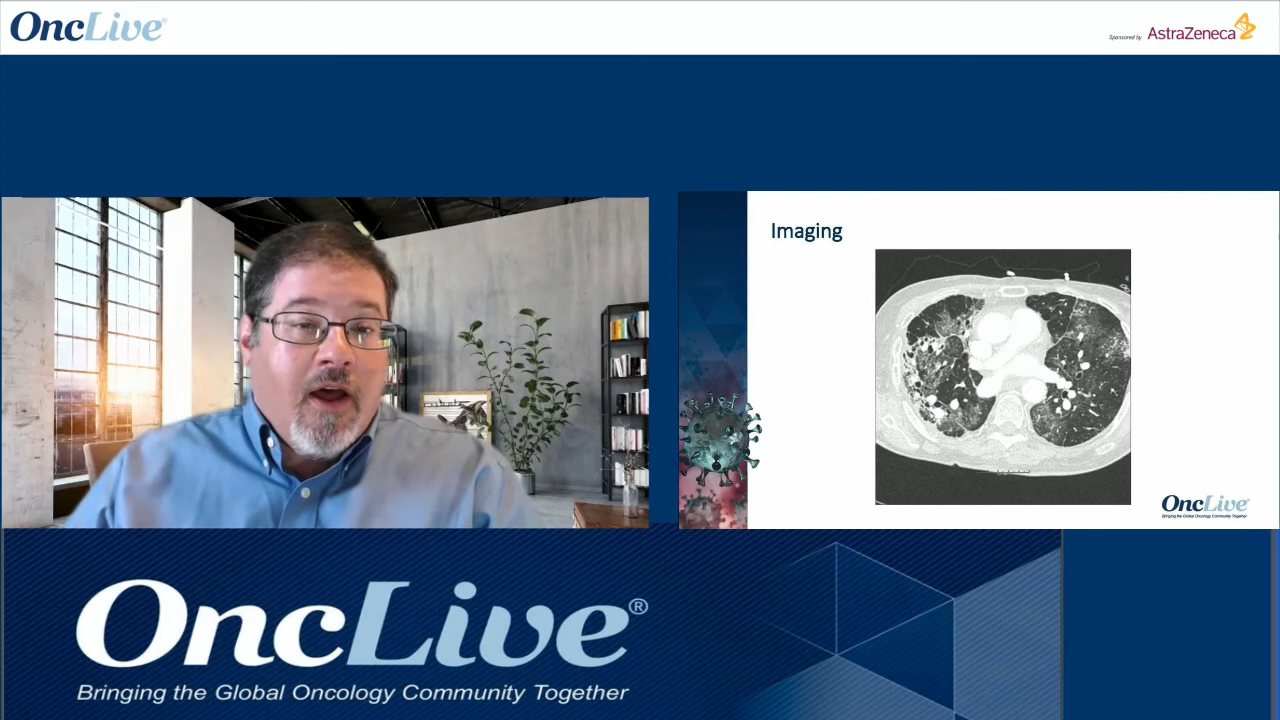 OncLive®
Sponsored by AstraZeneca
Imaging
OncLive®
Bringing the Global Oncology Community Together
OncLive®
Bringing the Global Oncology Community Together